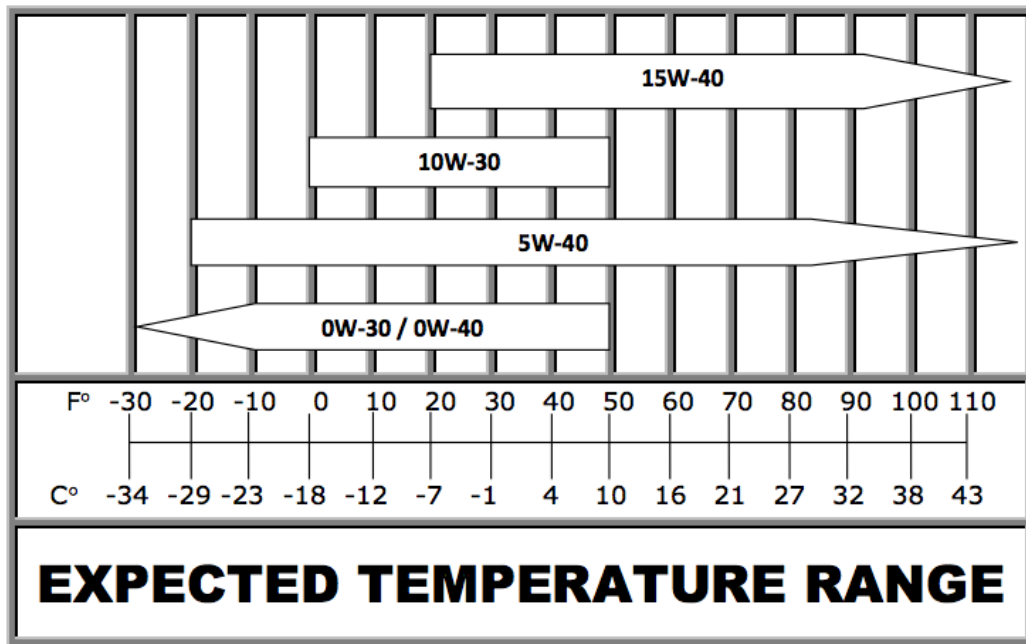 15W-40
10W-30
5W-40
0W-30 / 0W-40
Fº -30 -20 -10 0 10 20 30 40 50 60 70 80 90 100 110
Cº -34 -29 -23 -18 -12 -7 -1 4 10 16 21 27 32 38 43
EXPECTED TEMPERATURE RANGE